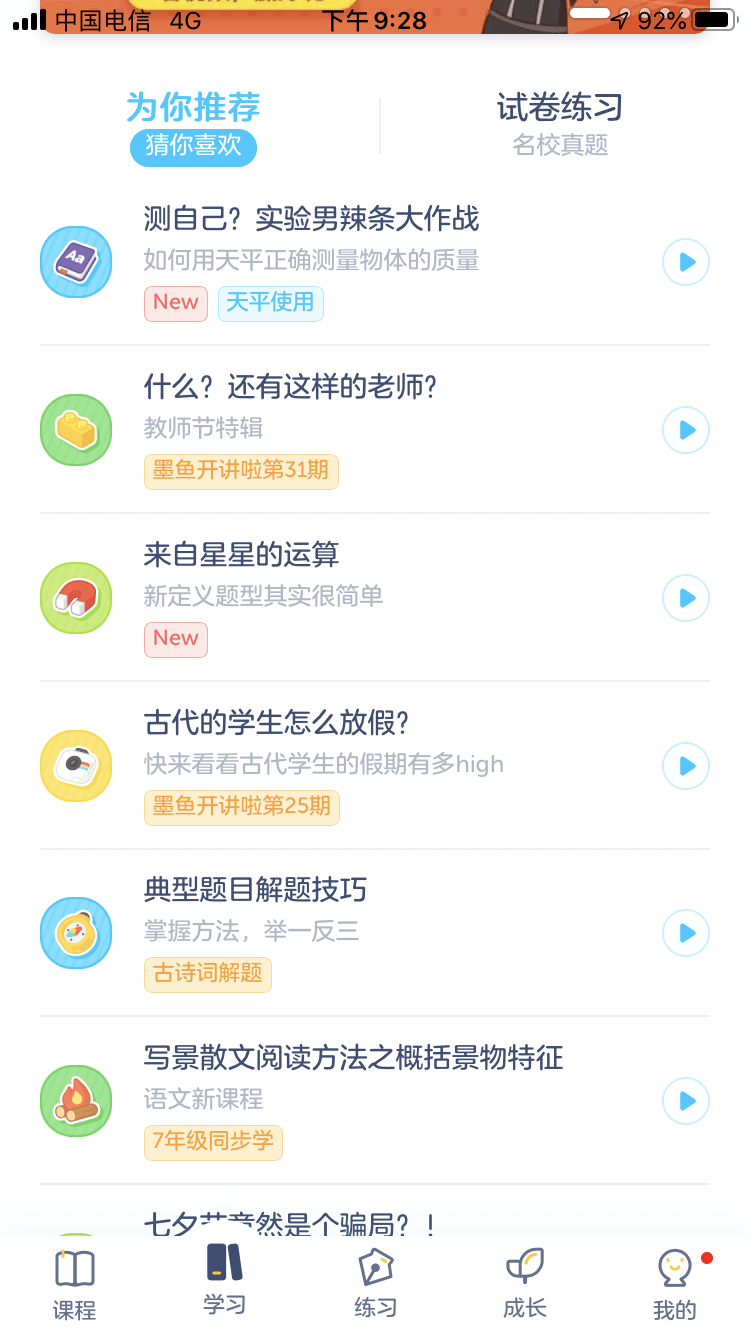 中国电信 4G 下午9:28 92%
为你推荐
猜你喜欢
试卷练习
名校真题
测自己？实验男辣条大作战
如何用天平正确测量物体的质量
New 天平使用
什么？还有这样的老师？
教师节特辑
墨鱼开讲啦第31期
来自星星的运算
新定义题型其实很简单
New
古代的学生怎么放假？
快来看看古代学生的假期有多high
墨鱼开讲啦第25期
典型题目解题技巧
掌握方法，举一反三
古诗词解题
写景散文阅读方法之概括景物特征
语文新课程
7年级同步学
七夕节竟然是个骗局？！
课程 学习 练习 成长 我的